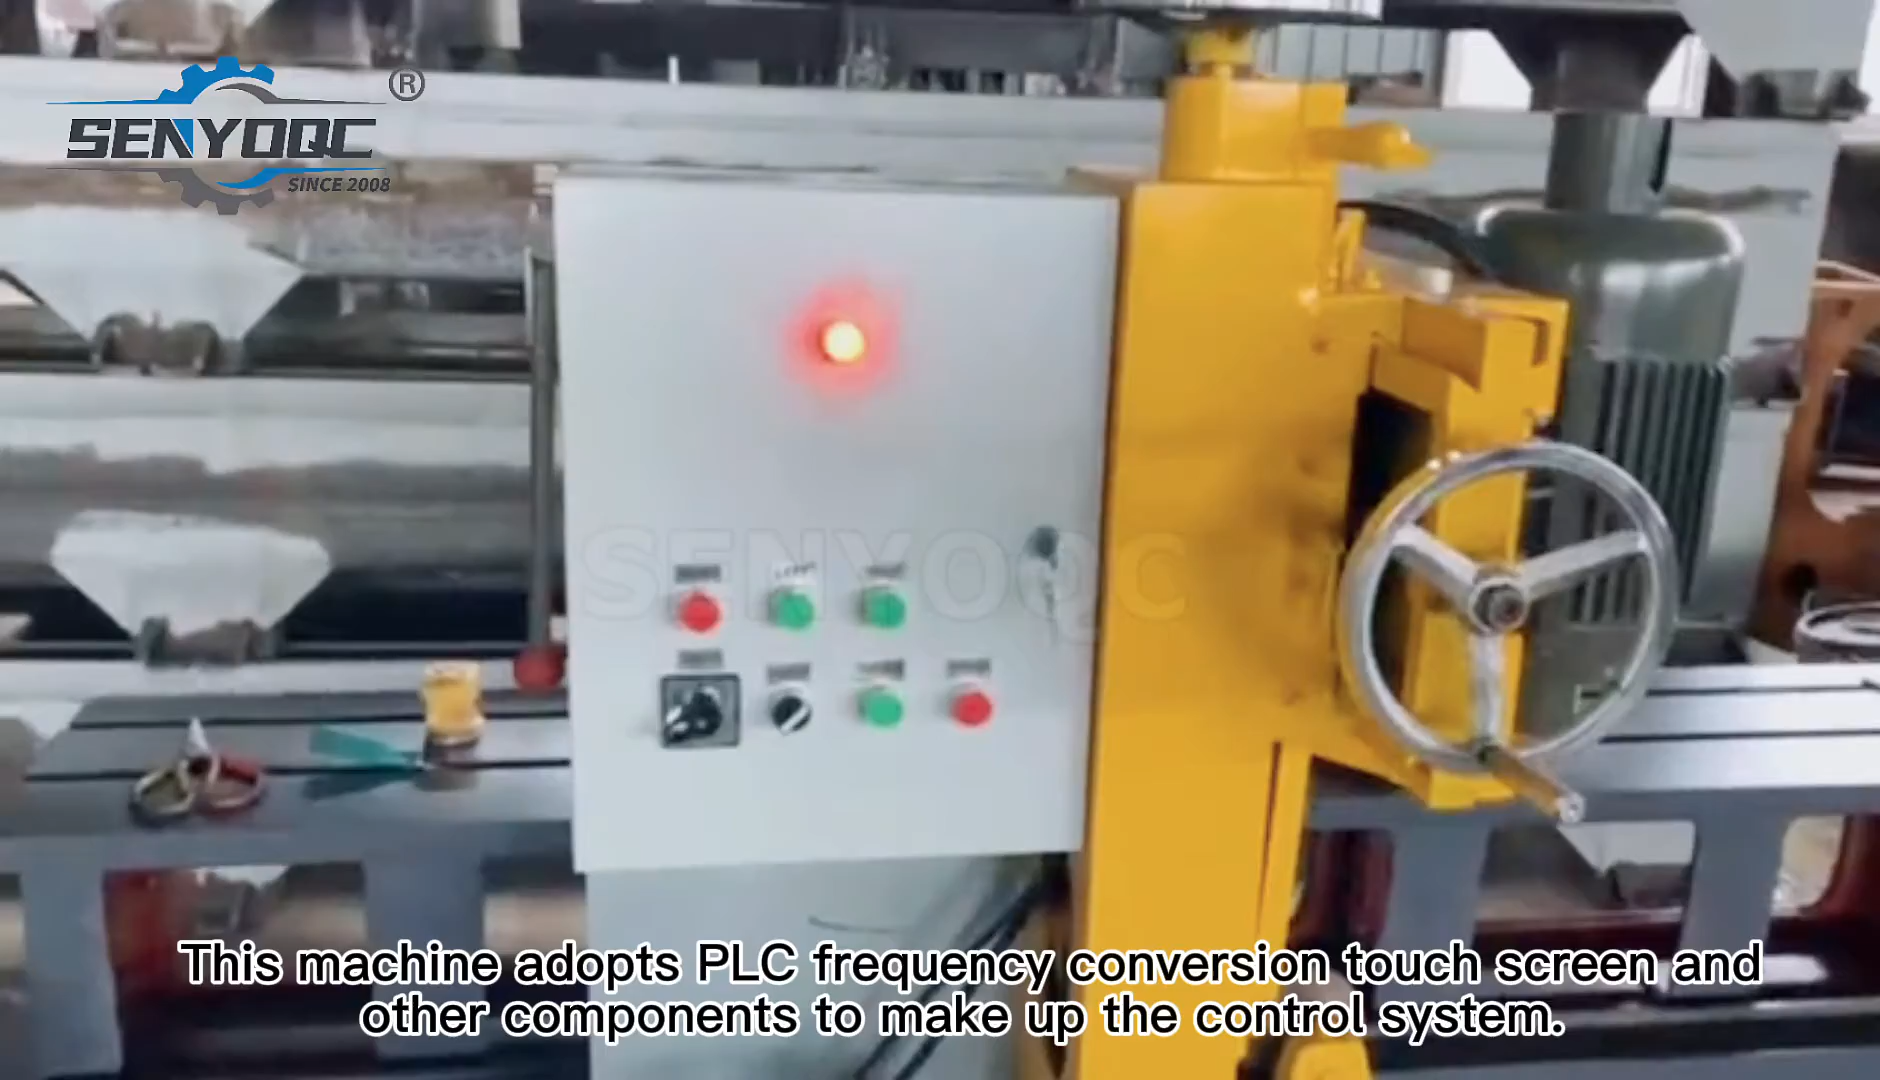 ®
SENYOQC
SINCE 2008
SENYOQC
This machine adopts PLC frequency conversion touch screen and
other components to make up the control system.